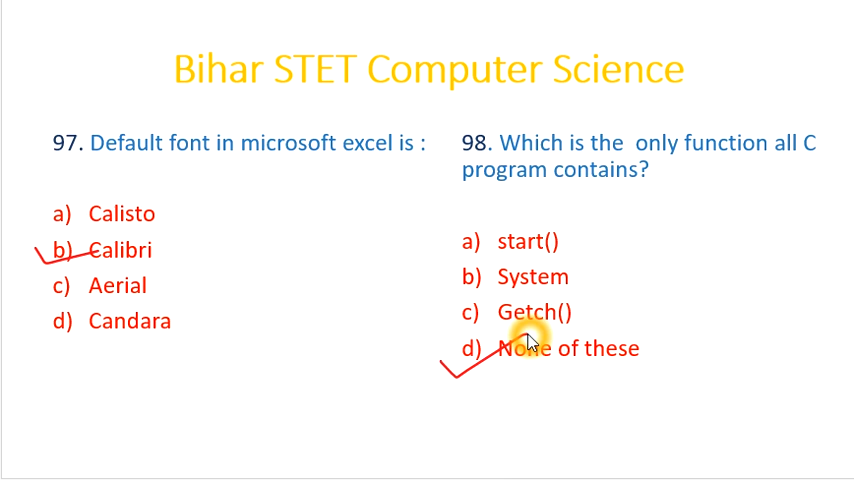 Bihar STET Computer Science
97. Default font in microsoft excel is :
a) Calisto
b) Calibri
c) Aerial
d) Candara
98. Which is the only function all C
program contains?
a) start()
b) System
c) Getch()
d) None of these